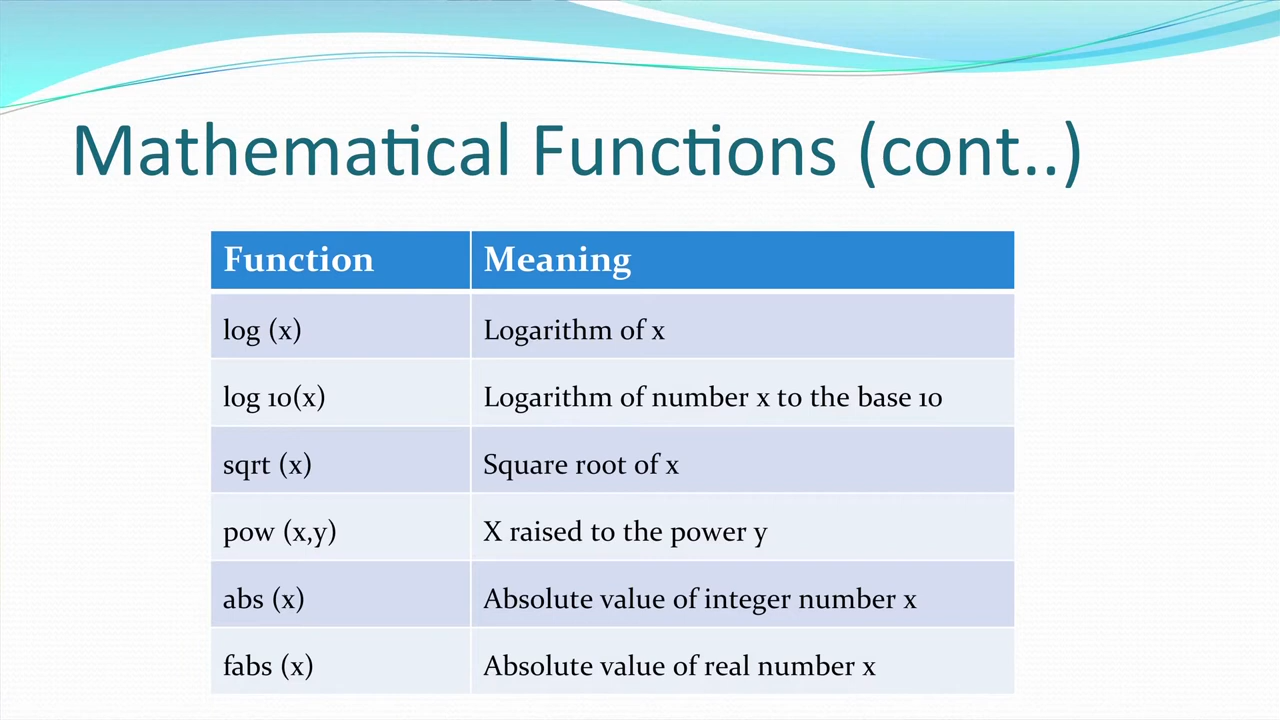 Mathematical Functions (cont..)
Function Meaning
log (x) Logarithm of x
log 10(x) Logarithm of number x to the base 10
sqrt (x) Square root of x
pow (x,y) X raised to the power y
abs (x) Absolute value of integer number x
fabs (x) Absolute value of real number x